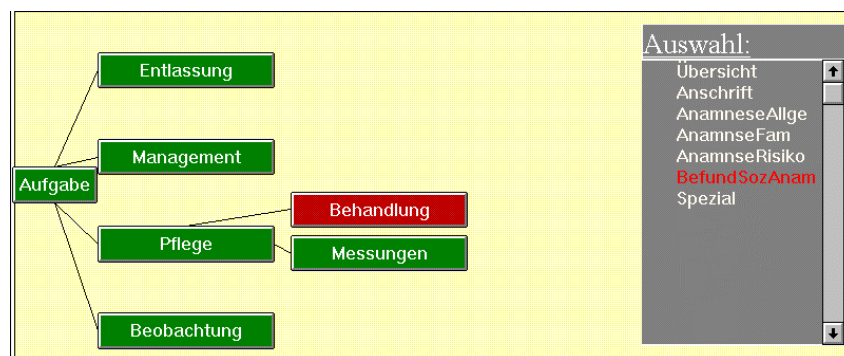 Entlassung
Management
Aufgabe
Behandlung
Pflege
Messungen
Beobachtung
Auswahl:
Übersicht
Anschrift
AnamneseAllge
AnamnseFam
AnamnseRisiko
BefundSozAnam
Spezial